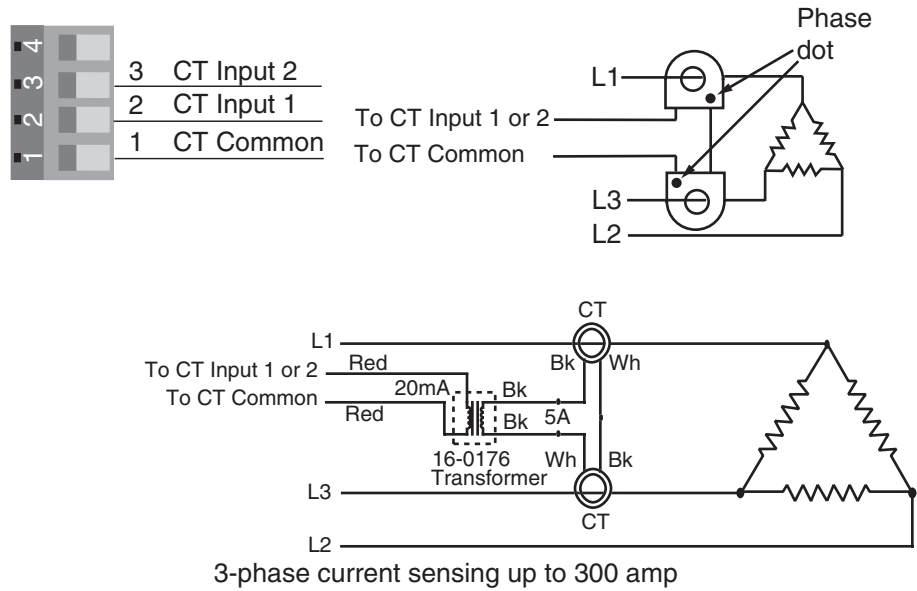 4
3
2
1
3 CT Input 2
2 CT Input 1
1 CT Common
Phase
dot
L1
To CT Input 1 or 2
To CT Common
L3
L2
CT
L1
Bk Wh
To CT Input 1 or 2 Red
To CT Common 20mA Bk
Red Bk 5A
16-0176
Transformer
Wh Bk
L3
CT
L2
3-phase current sensing up to 300 amp